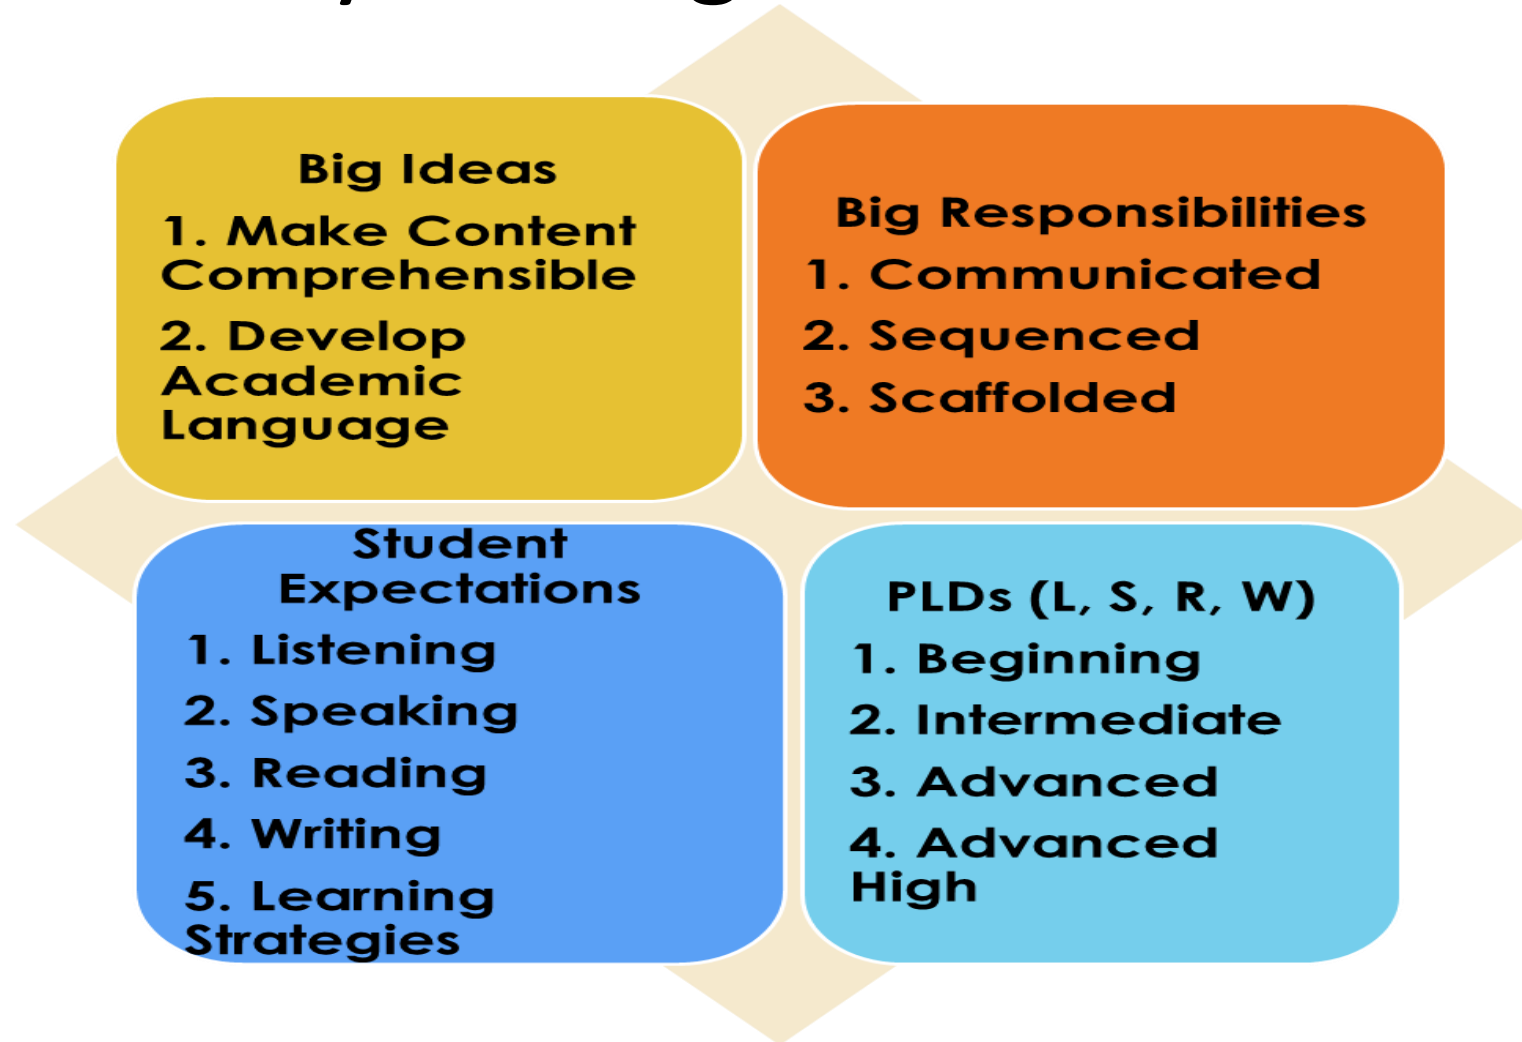 Big Ideas
1. Make Content
Comprehensible
2. Develop
Academic
Language
Big Responsibilities
1. Communicated
2. Sequenced
3. Scaffolded
Student
Expectations
1. Listening
2. Speaking
3. Reading
4. Writing
5. Learning
Strategies
PLDs (L, S, R, W)
1. Beginning
2. Intermediate
3. Advanced
4. Advanced
High